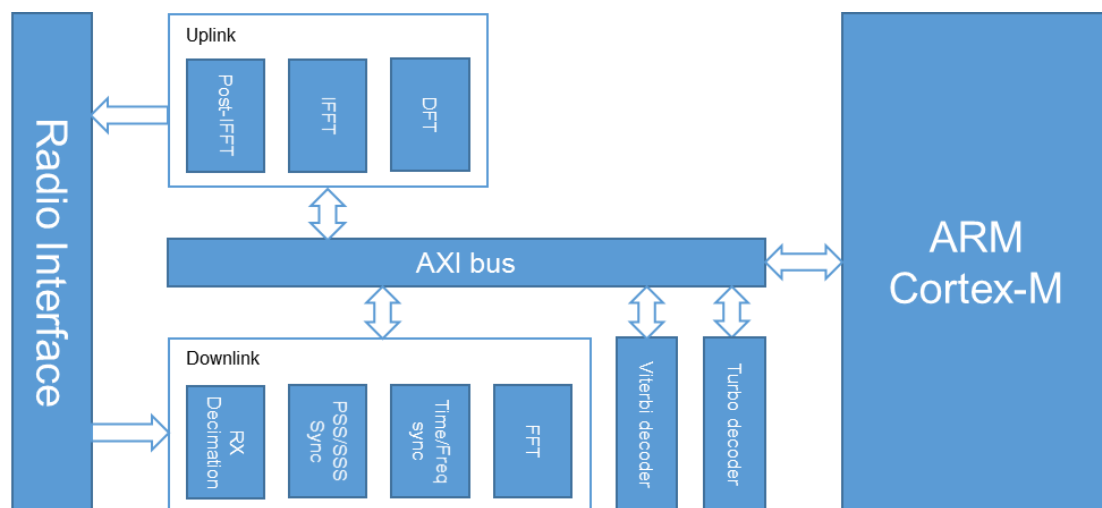 Radio Interface
Uplink
Post-IFFT
IFFT
DFT
AXI bus
ARM
Cortex-M
Downlink
RX
Decimation
PSS/SSS
Sync
Time/Freq
sync
FFT
Viterbi decoder
Turbo decoder